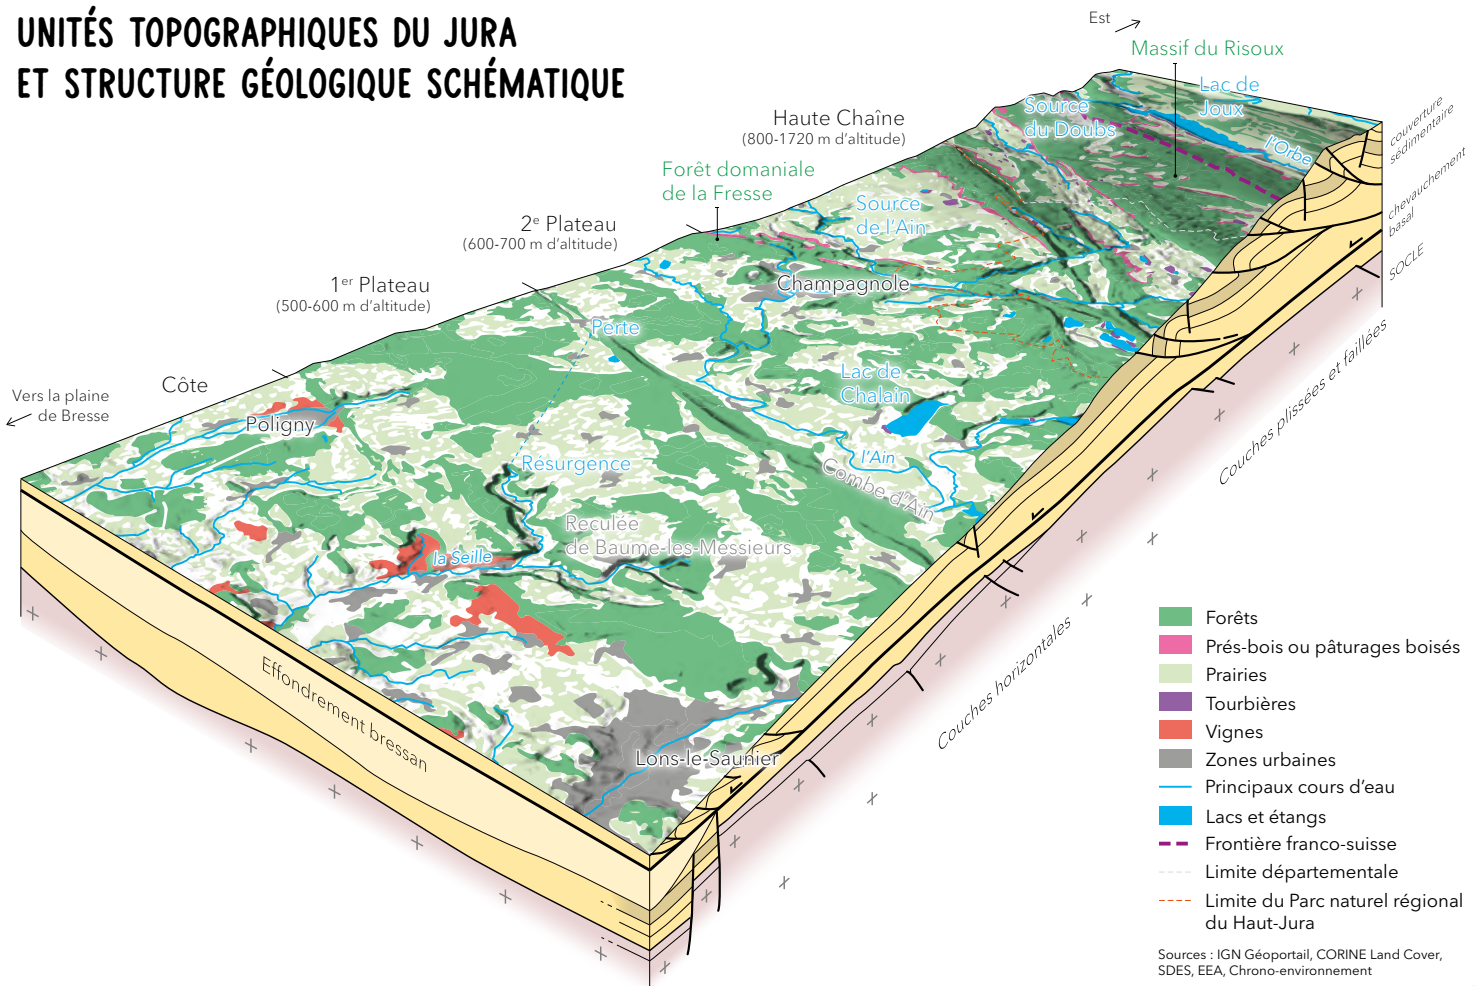 UNITÉS TOPOGRAPHIQUES DU JURA
ET STRUCTURE GÉOLOGIQUE SCHÉMATIQUE
Est
Massif du Risoux
Lac de
Joux
Source
du Doubs
l'Orbe
couverture
sédimentaire
chevauchement
basal
SOCLE
Haute Chaîne
(800-1720 m d'altitude)
Forêt domaniale
de la Fresse
Source
de l'Ain
2e Plateau
(600-700 m d'altitude)
Champagnole
1er Plateau
(500-600 m d'altitude)
Perte
Lac de
Chalain
Côte
Vers la plaine
de Bresse
Poligny
Résurgence
l'Ain
Combe d'Ain
Reculée
de Baume-les-Messieurs
la Seille
Couches plissées et faillées
Couches horizontales
Effondrement bressan
Lons-le-Saunier
Forêts
Prés-bois ou pâturages boisés
Prairies
Tourbières
Vignes
Zones urbaines
Principaux cours d'eau
Lacs et étangs
Frontière franco-suisse
Limite départementale
Limite du Parc naturel régional
du Haut-Jura
Sources : IGN Géoportail, CORINE Land Cover,
SDES, EEA, Chrono-environnement